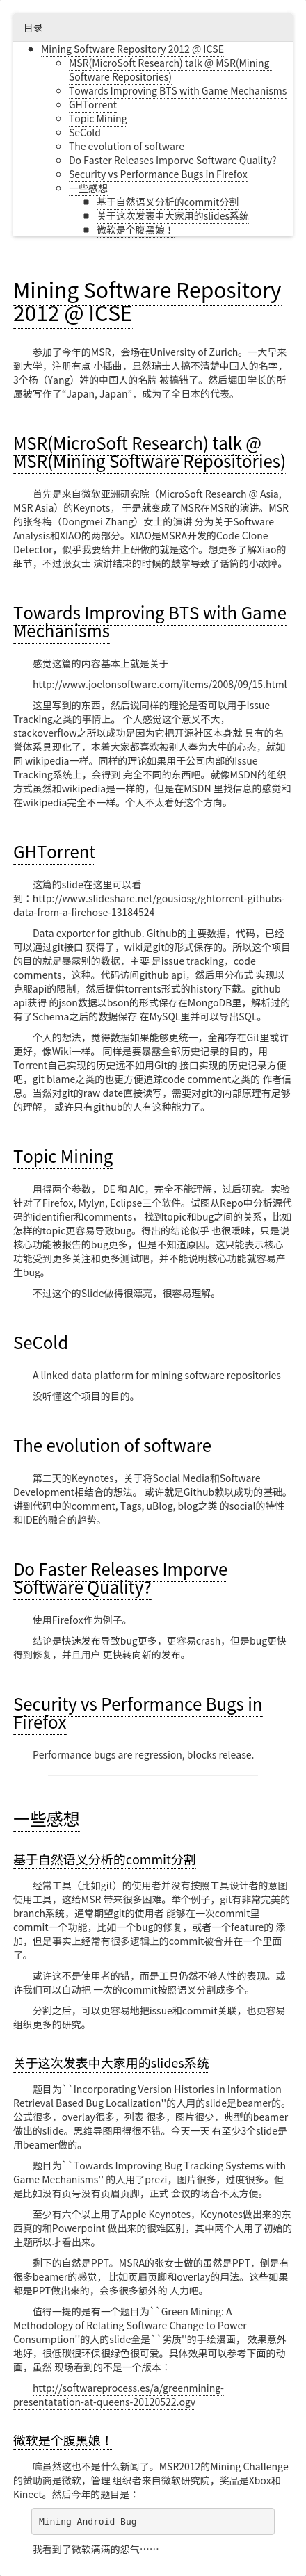 目录
Mining Software Repository 2012 @ ICSE
MSR(MicroSoft Research) talk @ MSR(Mining
Software Repositories)
Towards Improving BTS with Game Mechanisms
GHTorrent
Topic Mining
SeCold
The evolution of software
Do Faster Releases Imporve Software Quality?
Security vs Performance Bugs in Firefox
一些感想
基于自然语义分析的commit分割
关于这次发表中大家用的slides系统
微软是个腹黑娘！
Mining Software Repository
2012 @ ICSE
参加了今年的MSR，会场在University of Zurich。一大早来
到大学，注册有点 小插曲，显然瑞士人搞不清楚中国人的名字，
3个杨（Yang）姓的中国人的名牌 被搞错了。然后堀田学长的所
属被写作了“Japan, Japan”，成为了全日本的代表。
MSR(MicroSoft Research) talk @
MSR(Mining Software Repositories)
首先是来自微软亚洲研究院（MicroSoft Research @ Asia,
MSR Asia）的Keynots， 于是就变成了MSR在MSR的演讲。MSR
的张冬梅（Dongmei Zhang）女士的演讲 分为关于Software
Analysis和XIAO的两部分。XIAO是MSRA开发的Code Clone
Detector，似乎我要给井上研做的就是这个。想更多了解Xiao的
细节，不过张女士 演讲结束的时候的鼓掌导致了话筒的小故障。
Towards Improving BTS with Game
Mechanisms
感觉这篇的内容基本上就是关于
http://www.joelonsoftware.com/items/2008/09/15.html
这里写到的东西，然后说同样的理论是否可以用于Issue
Tracking之类的事情上。 个人感觉这个意义不大，
stackoverflow之所以成功是因为它把开源社区本身就 具有的名
誉体系具现化了，本着大家都喜欢被别人奉为大牛的心态，就如
同 wikipedia一样。同样的理论如果用于公司内部的Issue
Tracking系统上，会得到 完全不同的东西吧。就像MSDN的组织
方式虽然和wikipedia是一样的，但是在MSDN 里找信息的感觉和
在wikipedia完全不一样。个人不太看好这个方向。
GHTorrent
这篇的slide在这里可以看
到：http://www.slideshare.net/gousiosg/ghtorrent-githubs-
data-from-a-firehose-13184524
Data exporter for github. Github的主要数据，代码，已经
可以通过git接口 获得了，wiki是git的形式保存的。所以这个项目
的目的就是暴露别的数据，主要 是issue tracking，code
comments，这种。代码访问github api，然后用分布式 实现以
克服api的限制，然后提供torrents形式的history下载。github
api获得 的json数据以bson的形式保存在MongoDB里，解析过的
有了Schema之后的数据保存 在MySQL里并可以导出SQL。
个人的想法，觉得数据如果能够更统一，全部存在Git里或许
更好，像Wiki一样。 同样是要暴露全部历史记录的目的，用
Torrent自己实现的历史远不如用Git的 接口实现的历史记录方便
吧，git blame之类的也更方便追踪code comment之类的 作者信
息。当然对git的raw date直接读写，需要对git的内部原理有足够
的理解， 或许只有github的人有这种能力了。
Topic Mining
用得两个参数， DE 和 AIC，完全不能理解，过后研究。实验
针对了Firefox, Mylyn, Eclipse三个软件。试图从Repo中分析源代
码的identifier和comments， 找到topic和bug之间的关系，比如
怎样的topic更容易导致bug。得出的结论似乎 也很暧昧，只是说
核心功能被报告的bug更多，但是不知道原因。这只能表示核心
功能受到更多关注和更多测试吧，并不能说明核心功能就容易产
生bug。
不过这个的Slide做得很漂亮，很容易理解。
SeCold
A linked data platform for mining software repositories
没听懂这个项目的目的。
The evolution of software
第二天的Keynotes，关于将Social Media和Software
Development相结合的想法。 或许就是Github赖以成功的基础。
讲到代码中的comment, Tags, uBlog, blog之类 的social的特性
和IDE的融合的趋势。
Do Faster Releases Imporve
Software Quality?
使用Firefox作为例子。
结论是快速发布导致bug更多，更容易crash，但是bug更快
得到修复，并且用户 更快转向新的发布。
Security vs Performance Bugs in
Firefox
Performance bugs are regression, blocks release.
一些感想
基于自然语义分析的commit分割
经常工具（比如git）的使用者并没有按照工具设计者的意图
使用工具，这给MSR 带来很多困难。举个例子，git有非常完美的
branch系统，通常期望git的使用者 能够在一次commit里
commit一个功能，比如一个bug的修复，或者一个feature的 添
加，但是事实上经常有很多逻辑上的commit被合并在一个里面
了。
或许这不是使用者的错，而是工具仍然不够人性的表现。或
许我们可以自动把 一次的commit按照语义分割成多个。
分割之后，可以更容易地把issue和commit关联，也更容易
组织更多的研究。
关于这次发表中大家用的slides系统
题目为``Incorporating Version Histories in Information
Retrieval Based Bug Localization''的人用的slide是beamer的。
公式很多，overlay很多，列表 很多，图片很少，典型的beamer
做出的slide。思维导图用得很不错。今天一天 有至少3个slide是
用beamer做的。
题目为``Towards Improving Bug Tracking Systems with
Game Mechanisms'' 的人用了prezi，图片很多，过度很多。但
是比如没有页号没有页眉页脚，正式 会议的场合不太方便。
至少有六个以上用了Apple Keynotes，Keynotes做出来的东
西真的和Powerpoint 做出来的很难区别，其中两个人用了初始的
主题所以才看出来。
剩下的自然是PPT。MSRA的张女士做的虽然是PPT，倒是有
很多beamer的感觉， 比如页眉页脚和overlay的用法。这些如果
都是PPT做出来的，会多很多额外的 人力吧。
值得一提的是有一个题目为``Green Mining: A
Methodology of Relating Software Change to Power
Consumption''的人的slide全是``劣质''的手绘漫画， 效果意外
地好，很低碳很环保很绿色很可爱。具体效果可以参考下面的动
画，虽然 现场看到的不是一个版本：
http://softwareprocess.es/a/greenmining-
presentatation-at-queens-20120522.ogv
微软是个腹黑娘！
嘛虽然这也不是什么新闻了。MSR2012的Mining Challenge
的赞助商是微软，管理 组织者来自微软研究院，奖品是Xbox和
Kinect。然后今年的题目是：
Mining Android Bug
我看到了微软满满的怨气……